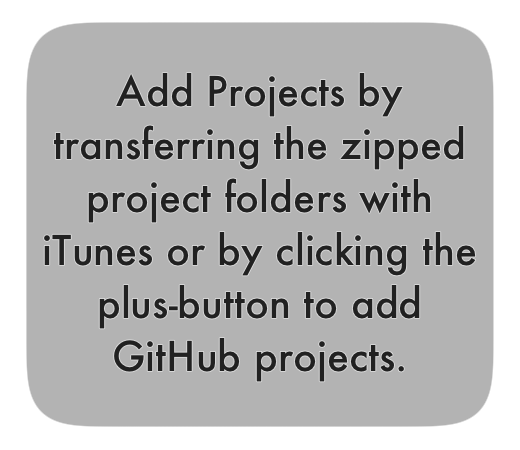 Add Projects by
transferring the zipped
project folders with
iTunes or by clicking the
plus-button to add
GitHub projects.